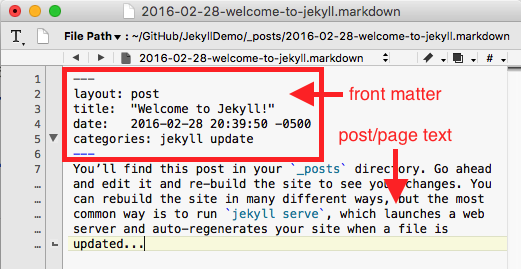 2016-02-28-welcome-to-jekyll.markdown
T File Path : ~/GitHub/JekyllDemo/_posts/2016-02-28-welcome-to-jekyll.markdown
2016-02-28-welcome-to-jekyll.markdown #
1 ---
2 layout: post
3 title:  "Welcome to Jekyll!"
4 date:   2016-02-28 20:39:50 -0500
5 categories: jekyll update
6 ---
front matter
post/page text
7 You’ll find this post in your `_posts` directory. Go ahead
… and edit it and re-build the site to see your changes. You
… can rebuild the site in many different ways, but the most
… common way is to run `jekyll serve`, which launches a web
… server and auto-regenerates your site when a file is
… updated...